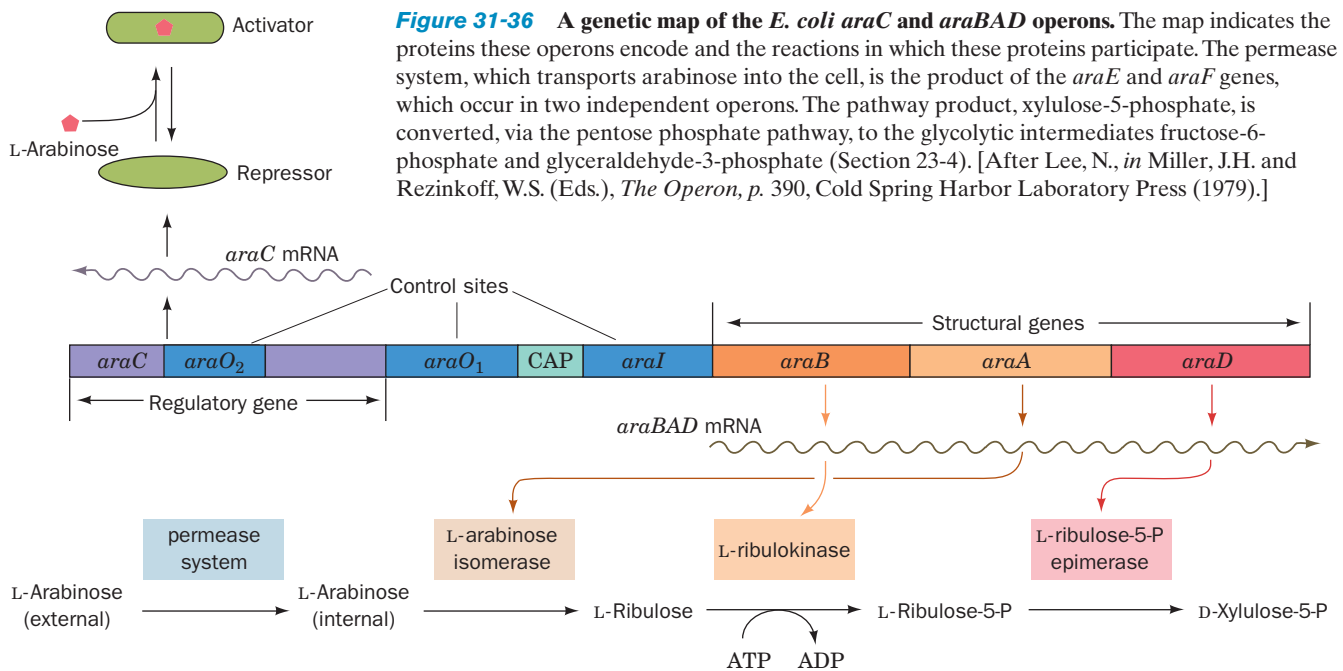 Activator
L-Arabinose
Repressor
Figure 31-36 A genetic map of the E. coli araC and araBAD operons. The map indicates the
proteins these operons encode and the reactions in which these proteins participate. The permease
system, which transports arabinose into the cell, is the product of the araE and araF genes,
which occur in two independent operons. The pathway product, xylulose-5-phosphate, is
converted, via the pentose phosphate pathway, to the glycolytic intermediates fructose-6-
phosphate and glyceraldehyde-3-phosphate (Section 23-4). [After Lee, N., in Miller, J.H. and
Rezinkoff, W.S. (Eds.), The Operon, p. 390, Cold Spring Harbor Laboratory Press (1979).]
araC mRNA
Control sites
Structural genes
araC araO2 araO1 CAP araI araB araA araD
Regulatory gene
araBAD mRNA
permease
system
L-arabinose
isomerase
L-ribulokinase
L-ribulose-5-P
epimerase
L-Arabinose
(external)
L-Arabinose
(internal)
L-Ribulose
L-Ribulose-5-P
D-Xylulose-5-P
ATP ADP